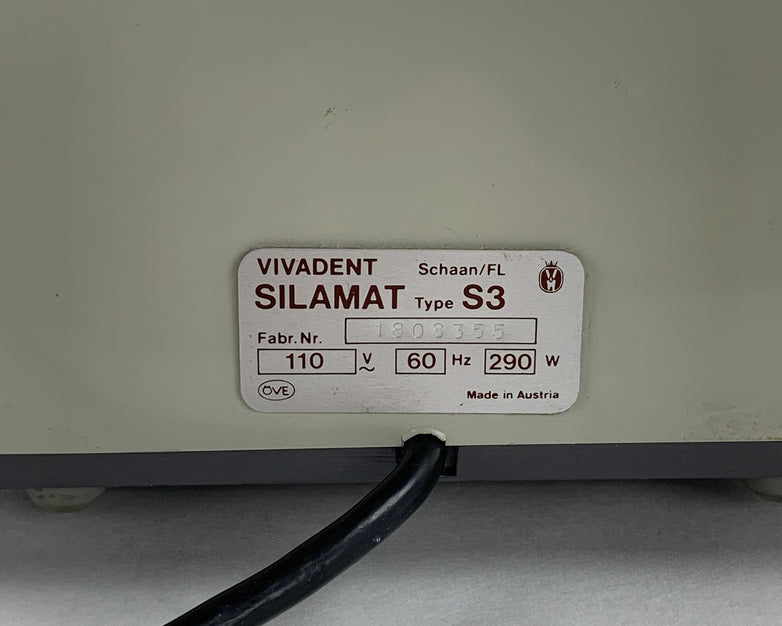 VIVADENT Schaan/FL
SILAMAT Type S3
Fabr. Nr. 1808355
110 V~ 60 Hz 290 W
ÖVE Made in Austria